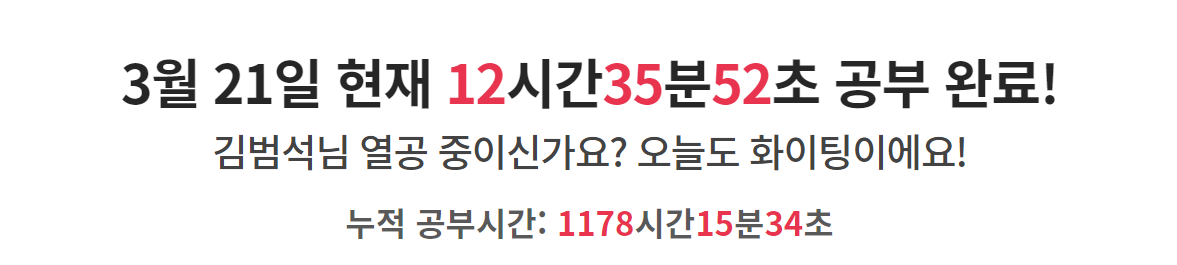 3월 21일 현재 12시간35분52초 공부 완료!
김범석님 열공 중이신가요? 오늘도 화이팅이에요!
누적 공부시간: 1178시간15분34초